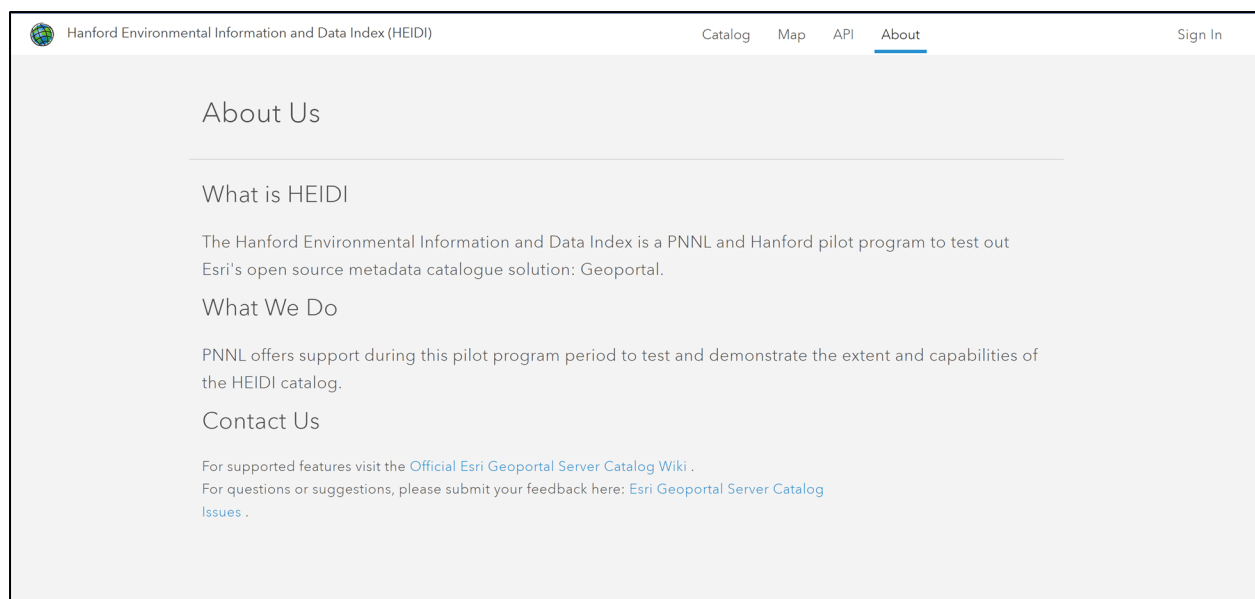 Hanford Environmental Information and Data Index (HEIDI) Catalog Map API About Sign In
About Us
What is HEIDI
The Hanford Environmental Information and Data Index is a PNNL and Hanford pilot program to test out
Esri's open source metadata catalogue solution: Geoportal.
What We Do
PNNL offers support during this pilot program period to test and demonstrate the extent and capabilities of
the HEIDI catalog.
Contact Us
For supported features visit the Official Esri Geoportal Server Catalog Wiki .
For questions or suggestions, please submit your feedback here: Esri Geoportal Server Catalog
Issues .